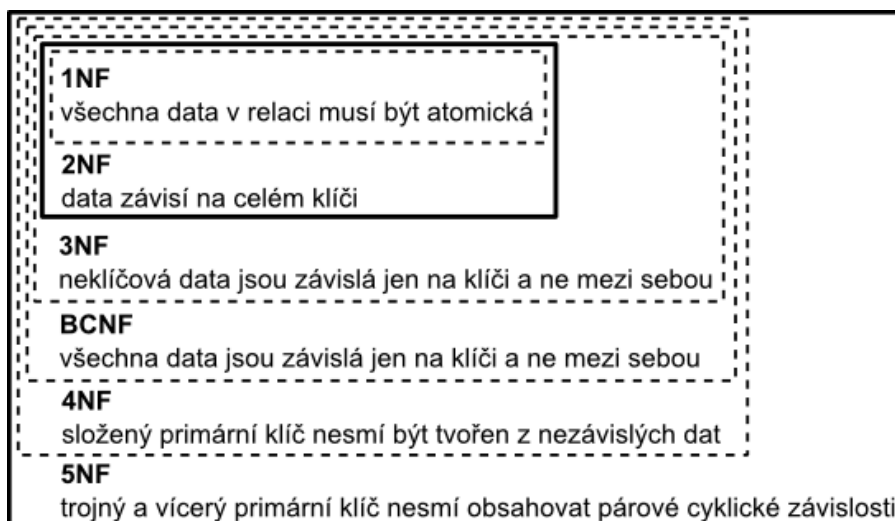 1NF
všechna data v relaci musí být atomická
2NF
data závisí na celém klíči
3NF
neklíčová data jsou závislá jen na klíči a ne mezi sebou
BCNF
všechna data jsou závislá jen na klíči a ne mezi sebou
4NF
složený primární klíč nesmí být tvořen z nezávislých dat
5NF
trojný a vícerý primární klíč nesmí obsahovat párové cyklické závislosti